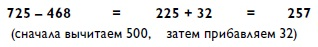 725 – 468 = 225 + 32 = 257
(сначала вычитаем 500, затем прибавляем 32)